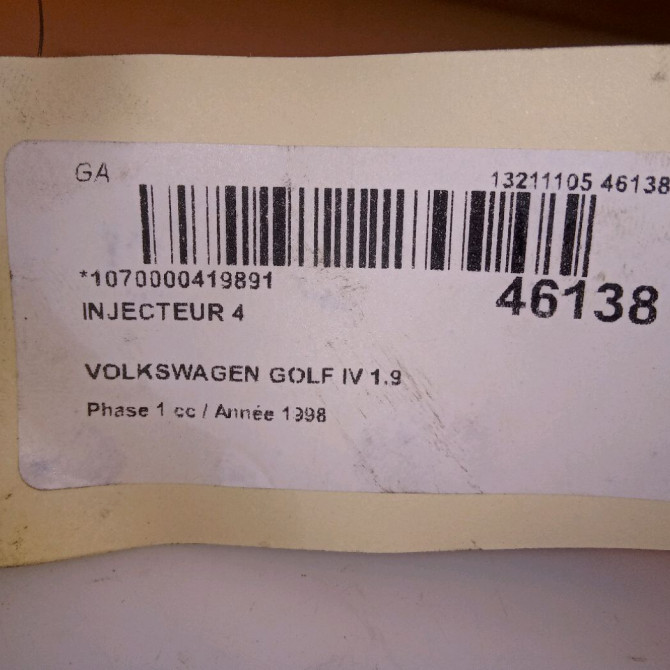 GA
13211105 46138
*1070000419891
46138
INJECTEUR 4
VOLKSWAGEN GOLF IV 1.9
Phase 1 cc / Année 1998